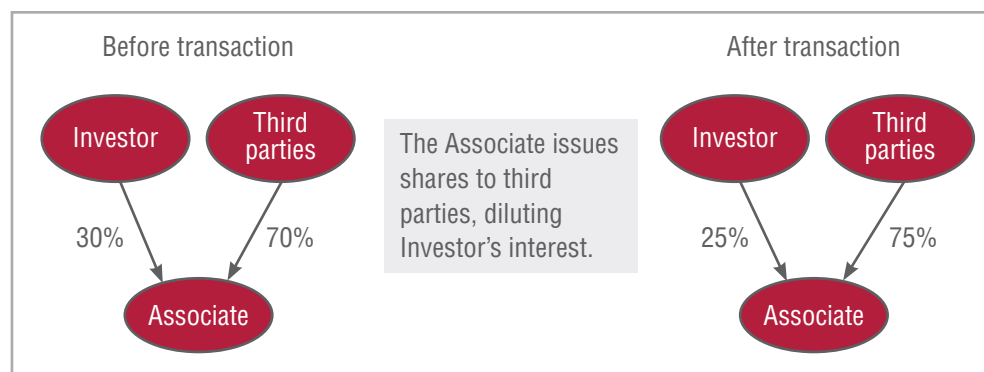 Before transaction
Investor
Third
parties
30%
70%
Associate
The Associate issues
shares to third
parties, diluting
Investor’s interest.
After transaction
Investor
Third
parties
25%
75%
Associate